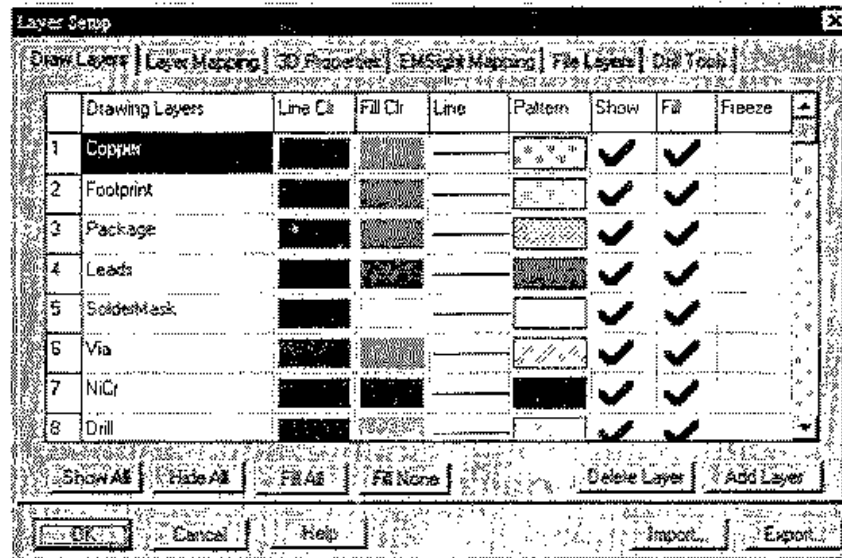 Layer Setup
Draw Layers Layer Mapping 3D Properties EMSight Mapping File Layers Drill Tools
Drawing Layers Line Clr Fill Clr Line Pattern Show Fill Freeze
1 Copper
2 Footprint
3 Package
4 Leads
5 SolderMask
6 Via
7 NiCr
8 Drill
Show All Hide All Fill All Fill None Delete Layer Add Layer
OK Cancel Help Import... Export...